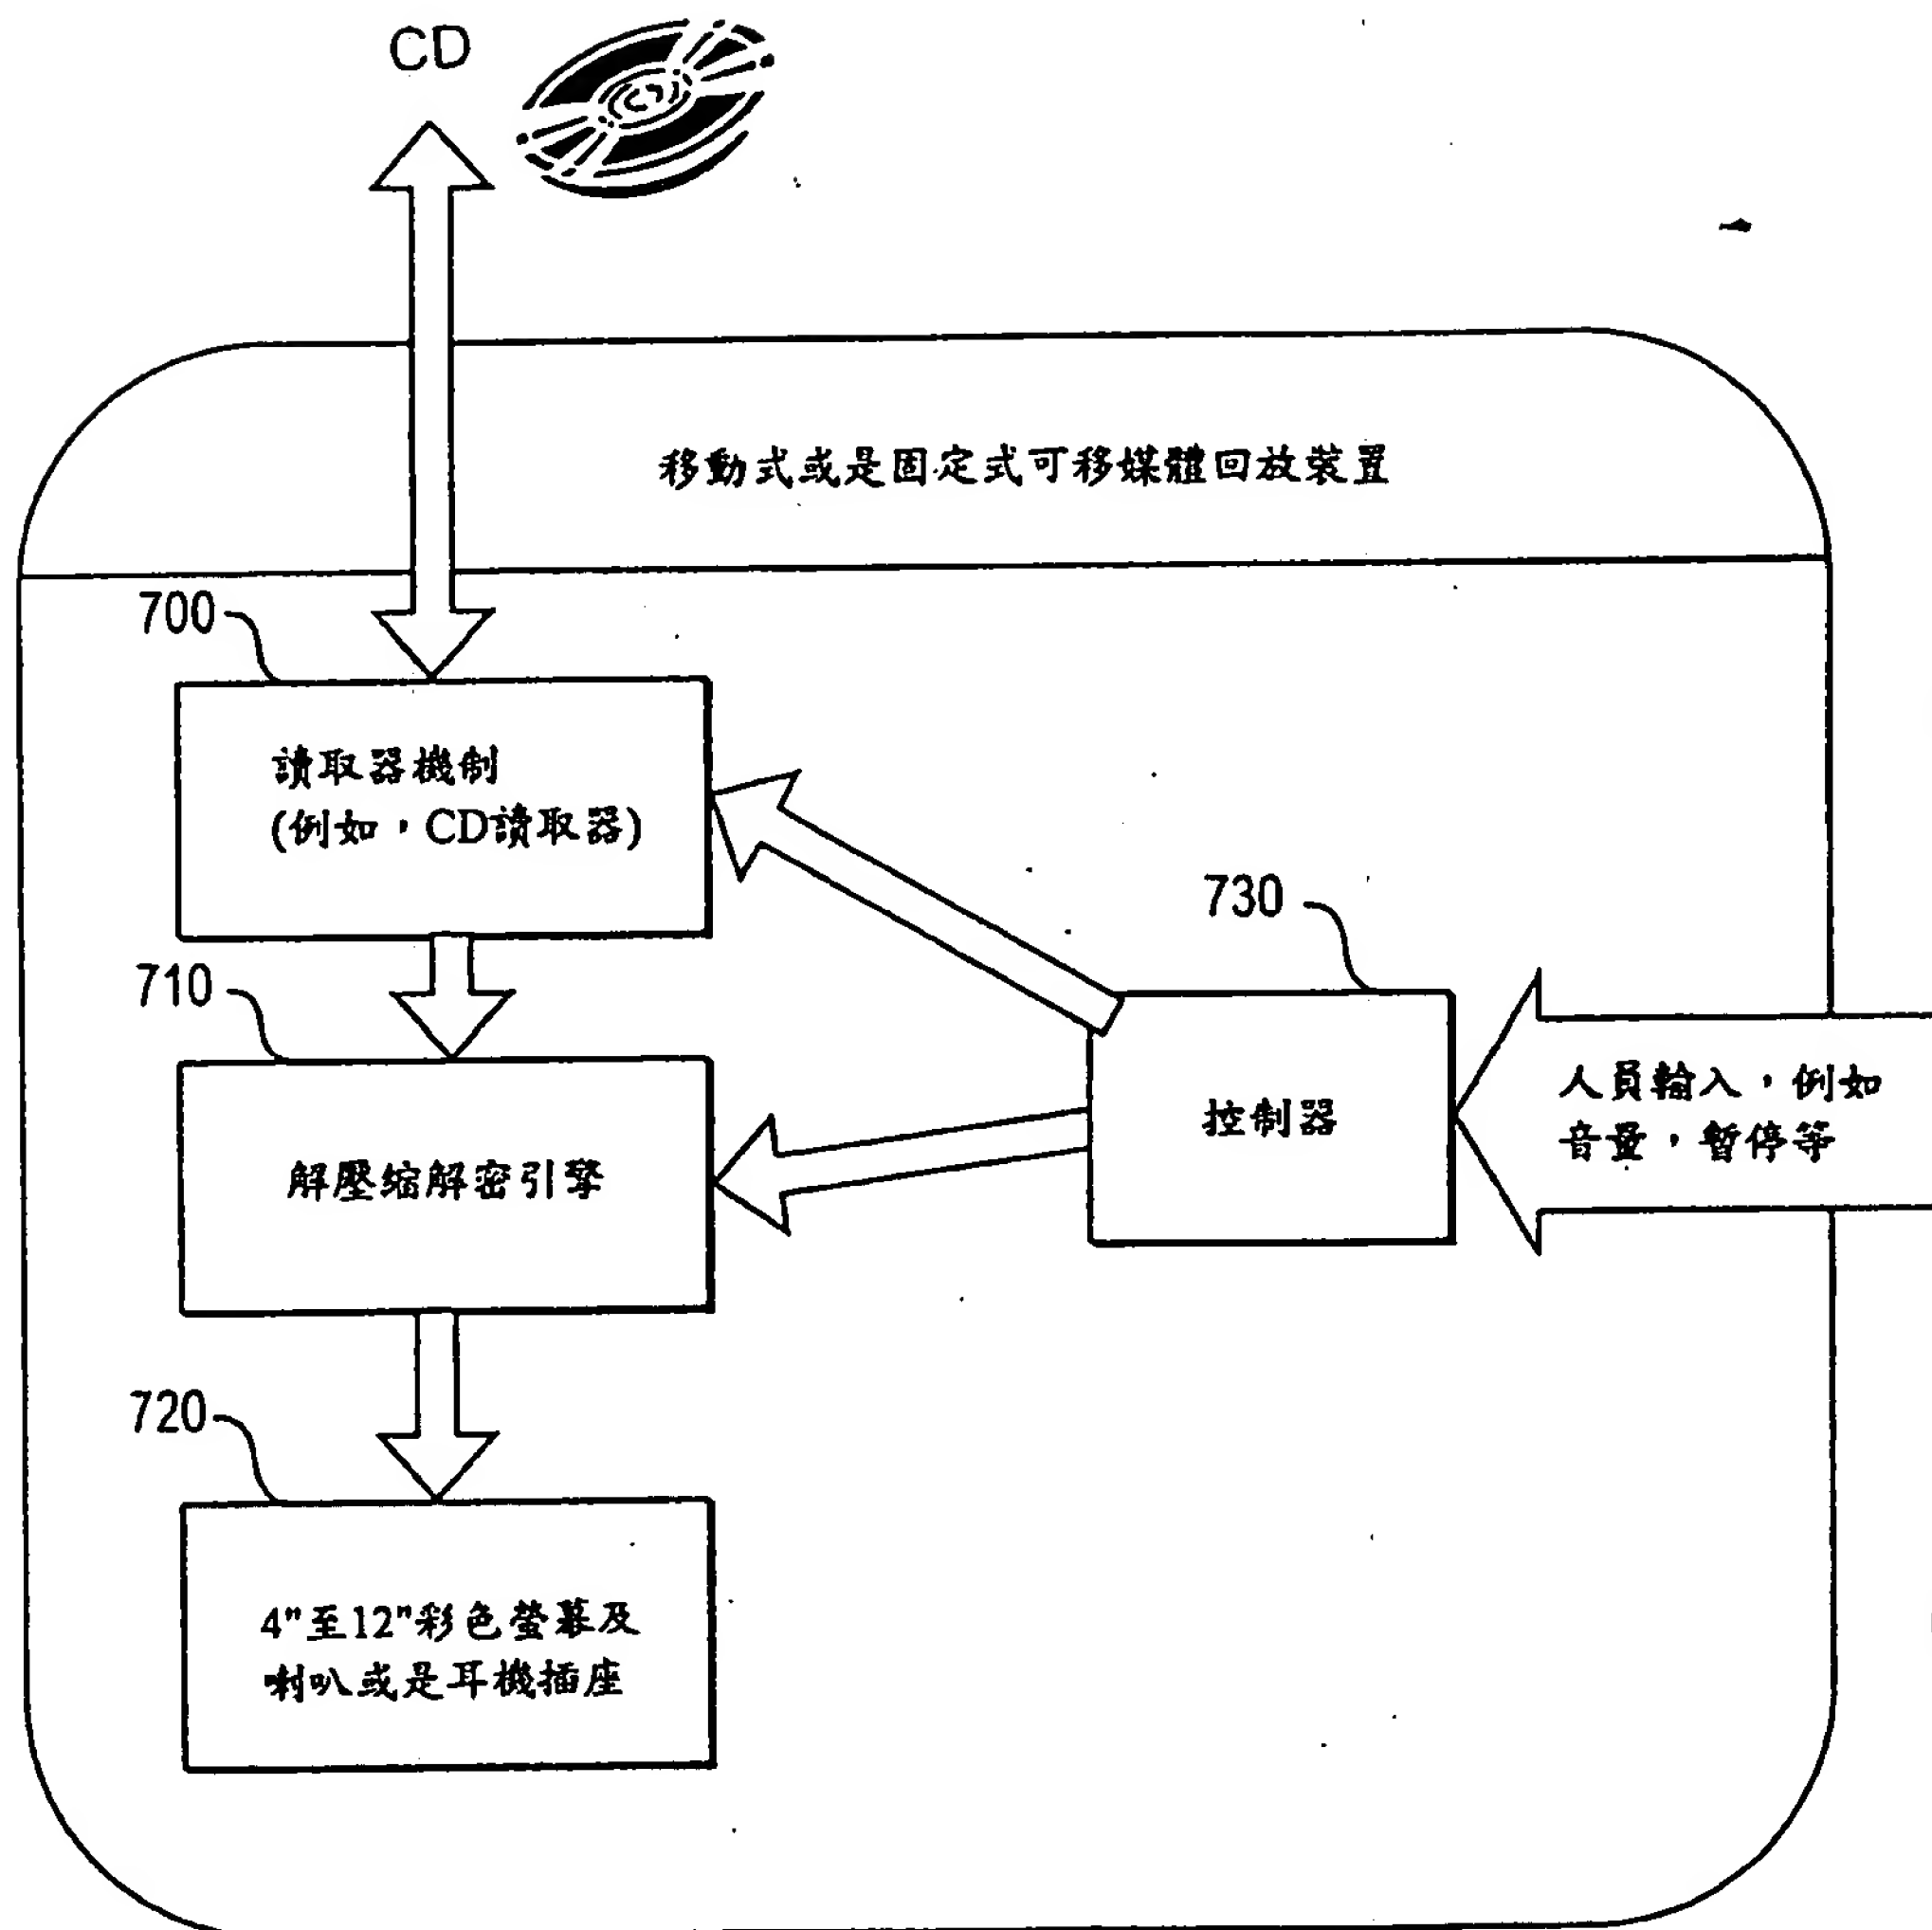 CD
移動式或是固定式可移媒體回放裝置
700
讀取器機制
(例如，CD讀取器)
730
710
人員輸入，例如
音量，暫停等
控制器
解壓縮解密引擎
720
4"至12"彩色螢幕及
喇叭或是耳機插座